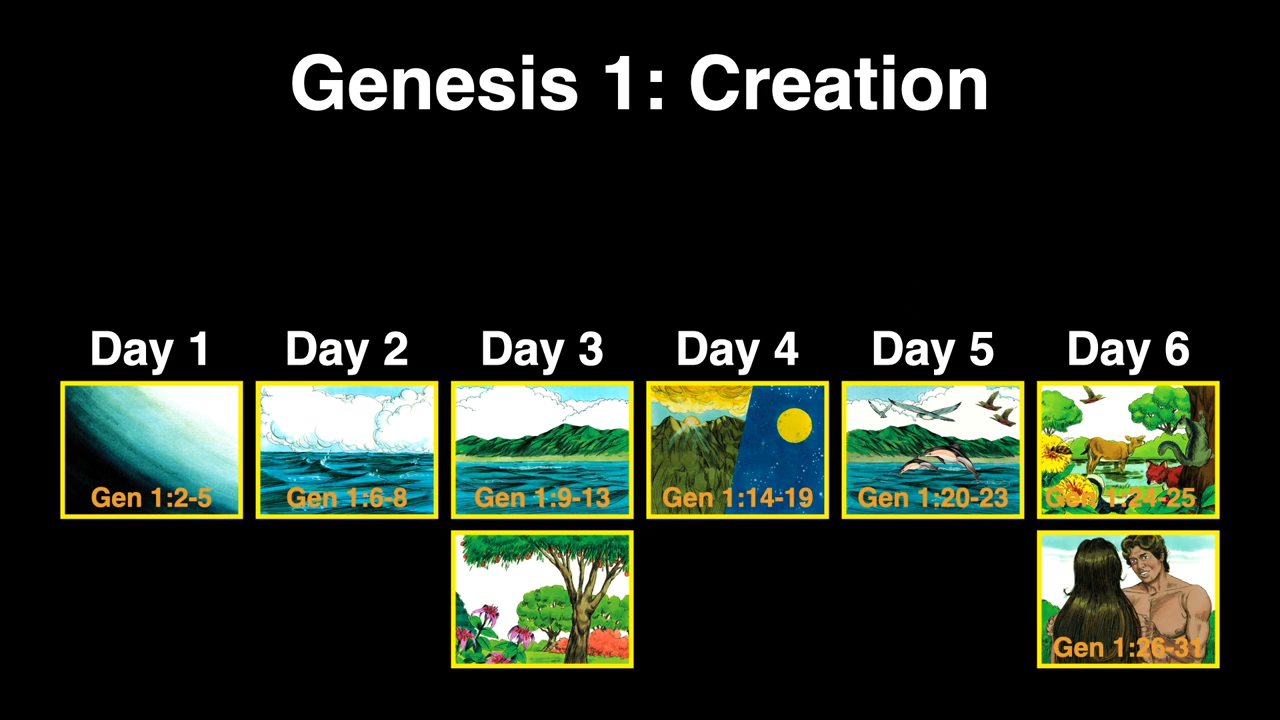 Genesis 1: Creation
Day 1 Day 2 Day 3 Day 4 Day 5 Day 6
Gen 1:2-5 Gen 1:6-8 Gen 1:9-13 Gen 1:14-19 Gen 1:20-23 Gen 1:24-25
Gen 1:26-31